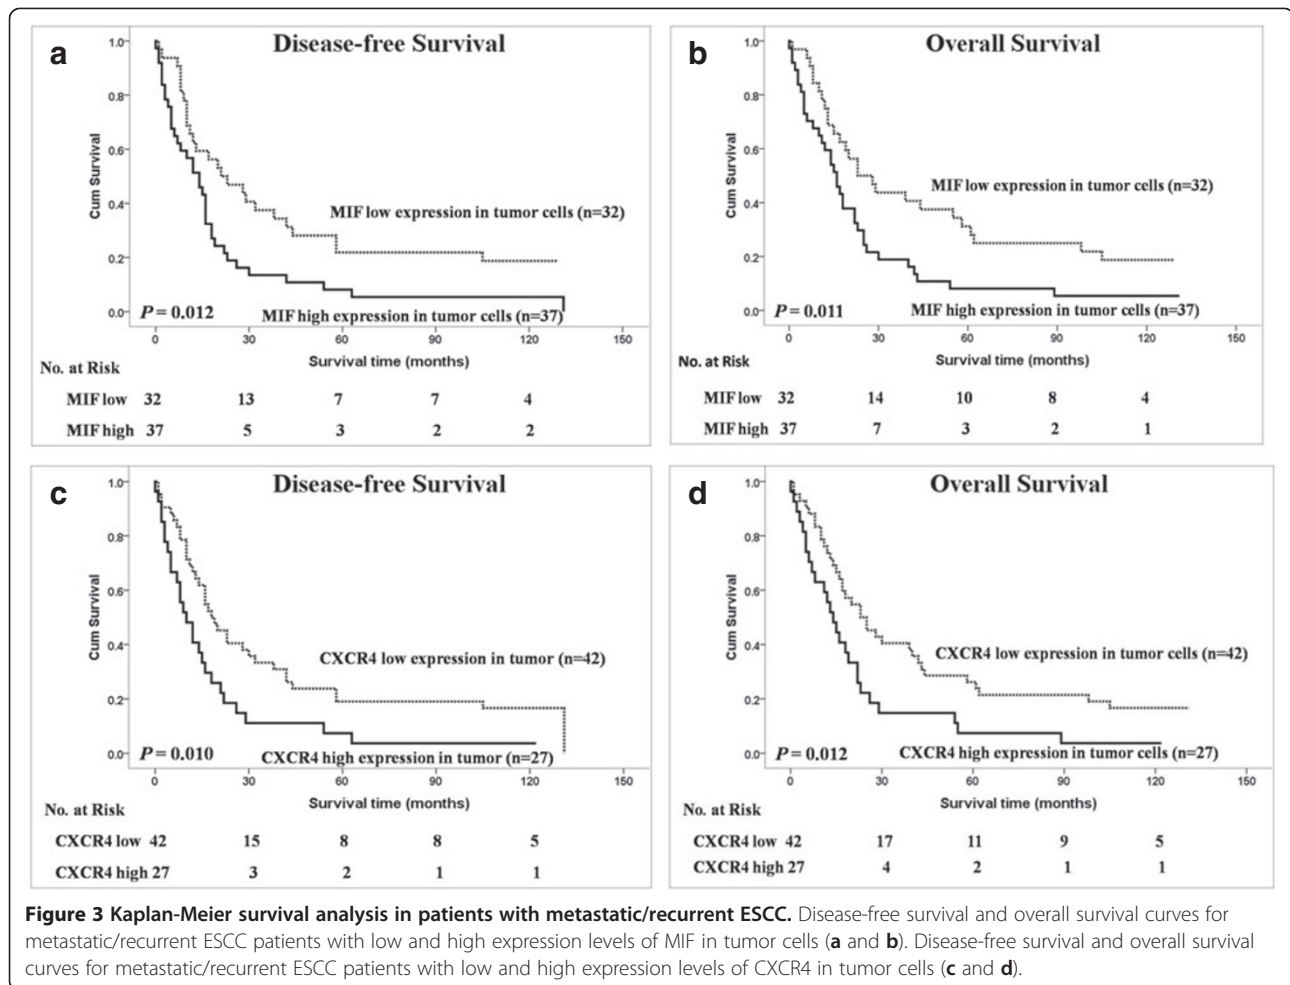 a
Disease-free Survival
1.0
0.8
0.6
0.4
0.2
0.0
Cum Survival
MIF low expression in tumor cells (n=32)
P = 0.012
MIF high expression in tumor cells (n=37)
0 30 60 90 120 150
Survival time (months)
No. at Risk
MIF low 32 13 7 7 4
MIF high 37 5 3 2 2
b
Overall Survival
1.0
0.8
0.6
0.4
0.2
0.0
Cum Survival
MIF low expression in tumor cells (n=32)
P = 0.011
MIF high expression in tumor cells (n=37)
0 30 60 90 120 150
Survival time (months)
No. at Risk
MIF low 32 14 10 8 4
MIF high 37 7 3 2 1
c
Disease-free Survival
1.0
0.8
0.6
0.4
0.2
0.0
Cum Survival
CXCR4 low expression in tumor (n=42)
P = 0.010
CXCR4 high expression in tumor (n=27)
0 30 60 90 120 150
Survival time (months)
No. at Risk
CXCR4 low 42 15 8 8 5
CXCR4 high 27 3 2 1 1
d
Overall Survival
1.0
0.8
0.6
0.4
0.2
0.0
Cum Survival
CXCR4 low expression in tumor cells (n=42)
P = 0.012
CXCR4 high expression in tumor cells (n=27)
0 30 60 90 120 150
Survival time (months)
No. at Risk
CXCR4 low 42 17 11 9 5
CXCR4 high 27 4 2 1 1
Figure 3 Kaplan-Meier survival analysis in patients with metastatic/recurrent ESCC. Disease-free survival and overall survival curves for
metastatic/recurrent ESCC patients with low and high expression levels of MIF in tumor cells (a and b). Disease-free survival and overall survival
curves for metastatic/recurrent ESCC patients with low and high expression levels of CXCR4 in tumor cells (c and d).